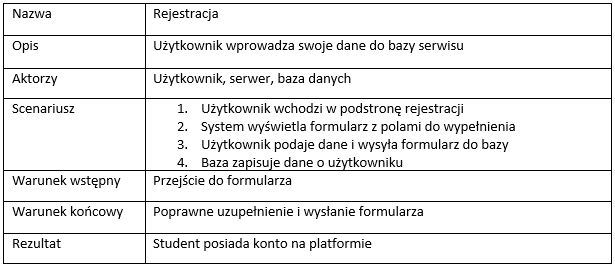 Nazwa Rejestracja
Opis Użytkownik wprowadza swoje dane do bazy serwisu
Aktorzy Użytkownik, serwer, baza danych
Scenariusz 1. Użytkownik wchodzi w podstronę rejestracji
2. System wyświetla formularz z polami do wypełnienia
3. Użytkownik podaje dane i wysyła formularz do bazy
4. Baza zapisuje dane o użytkowniku
Warunek wstępny Przejście do formularza
Warunek końcowy Poprawne uzupełnienie i wysłanie formularza
Rezultat Student posiada konto na platformie